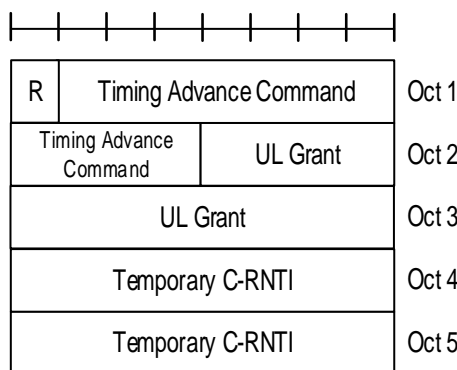 R Timing Advance Command Oct 1
Timing Advance
Command UL Grant Oct 2
UL Grant Oct 3
Temporary C-RNTI Oct 4
Temporary C-RNTI Oct 5